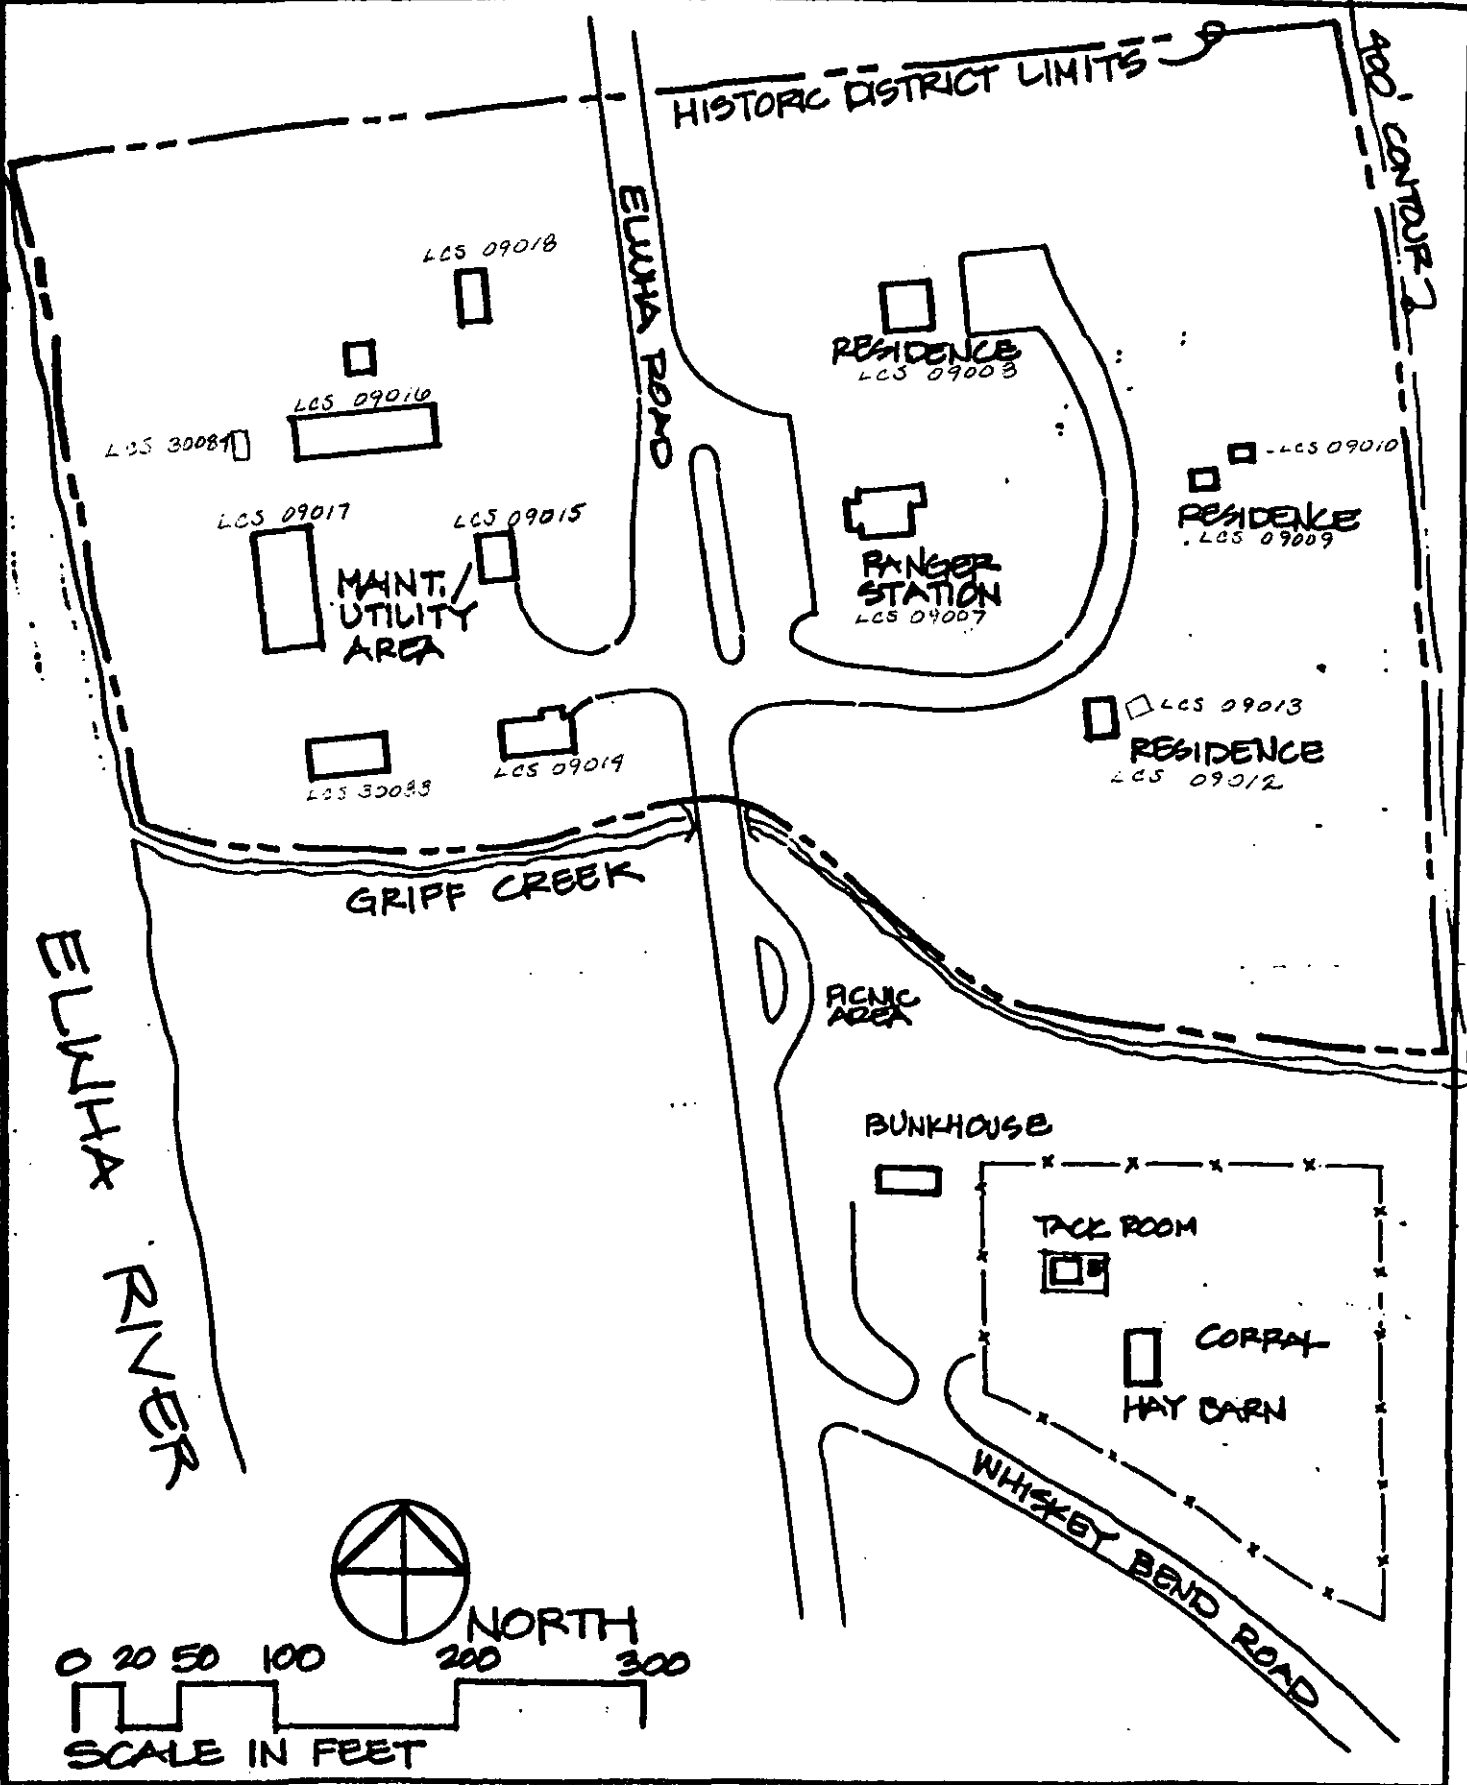 HISTORIC DISTRICT LIMITS
400' CONTOUR
ELWHA ROAD
LCS 09018
LCS 09016
LCS 30084
LCS 09017
LCS 09015
MAINT.
UTILITY
AREA
RESIDENCE
LCS 09003
LCS 09010
RESIDENCE
LCS 09009
RANGER
STATION
LCS 09007
LCS 09013
RESIDENCE
LCS 09012
LCS 30083
LCS 09014
GRIFF CREEK
ELWHA RIVER
PICNIC
AREA
BUNKHOUSE
TACK ROOM
CORRAL
HAY BARN
WHISKEY BEND ROAD
NORTH
0 20 50 100 200 300
SCALE IN FEET